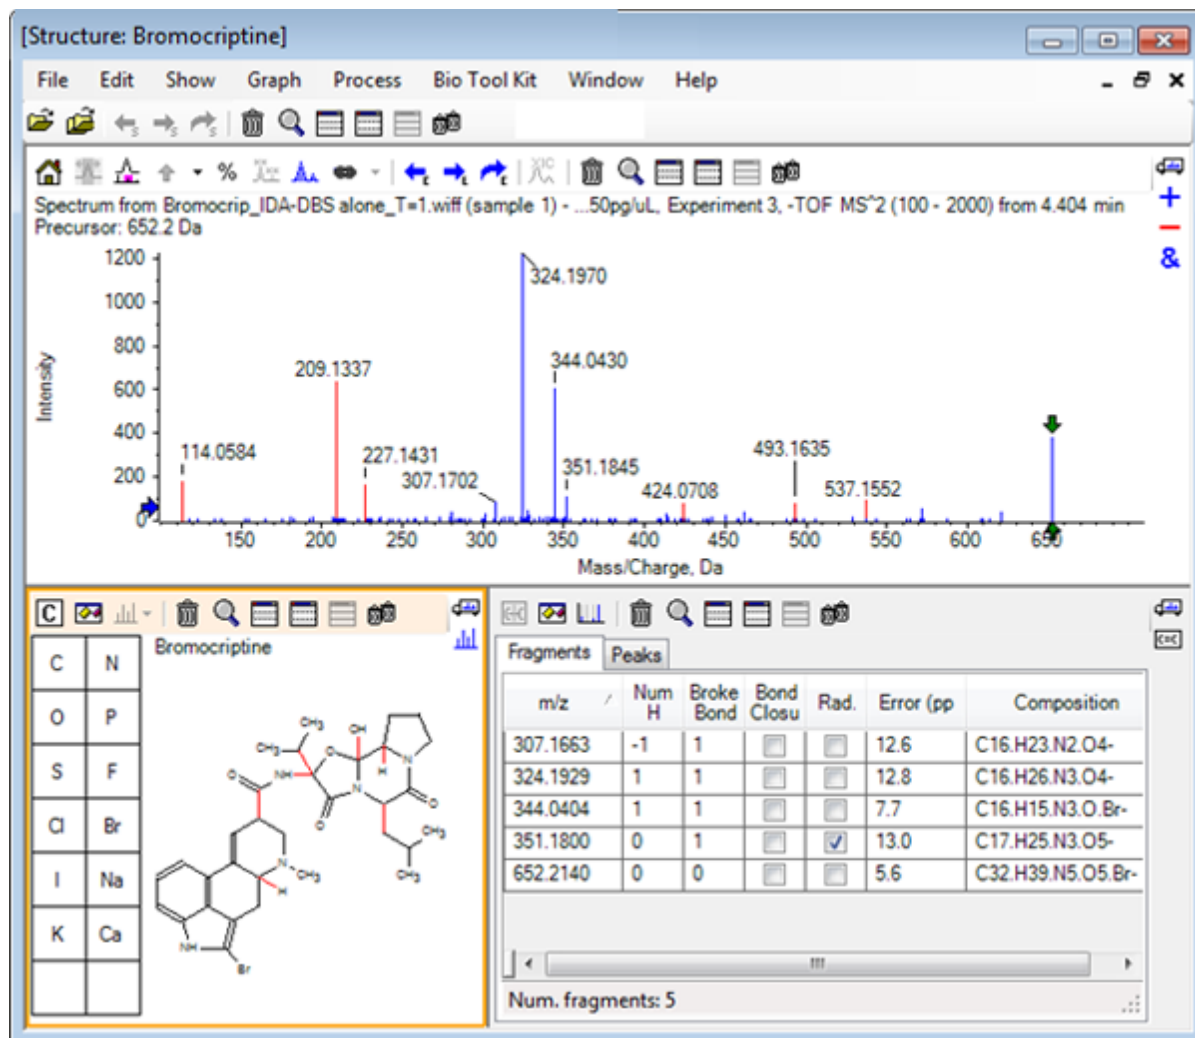 [Structure: Bromocriptine]
File Edit Show Graph Process Bio Tool Kit Window Help
%
XIC
Spectrum from Bromocrip_IDA-DBS alone_T=1.wiff (sample 1) - ...50pg/uL, Experiment 3, -TOF MS^2 (100 - 2000) from 4.404 min
Precursor: 652.2 Da
+
&
Intensity
1200
1000
800
600
400
200
0
324.1970
209.1337
344.0430
114.0584
227.1431
307.1702
351.1845
424.0708
493.1635
537.1552
150 200 250 300 350 400 450 500 550 600 650
Mass/Charge, Da
C
Bromocriptine
C N
O P
S F
Cl Br
I Na
K Ca
CH3
OH
CH3
O
H
N
O
NH
N
O
O
CH3
N
CH3
H
CH3
NH
Br
Fragments Peaks
m/z Num H Broke Bond Bond Closu Rad. Error (pp Composition
307.1663 -1 1 12.6 C16.H23.N2.O4-
324.1929 1 1 12.8 C16.H26.N3.O4-
344.0404 1 1 7.7 C16.H15.N3.O.Br-
351.1800 0 1 13.0 C17.H25.N3.O5-
652.2140 0 0 5.6 C32.H39.N5.O5.Br-
Num. fragments: 5